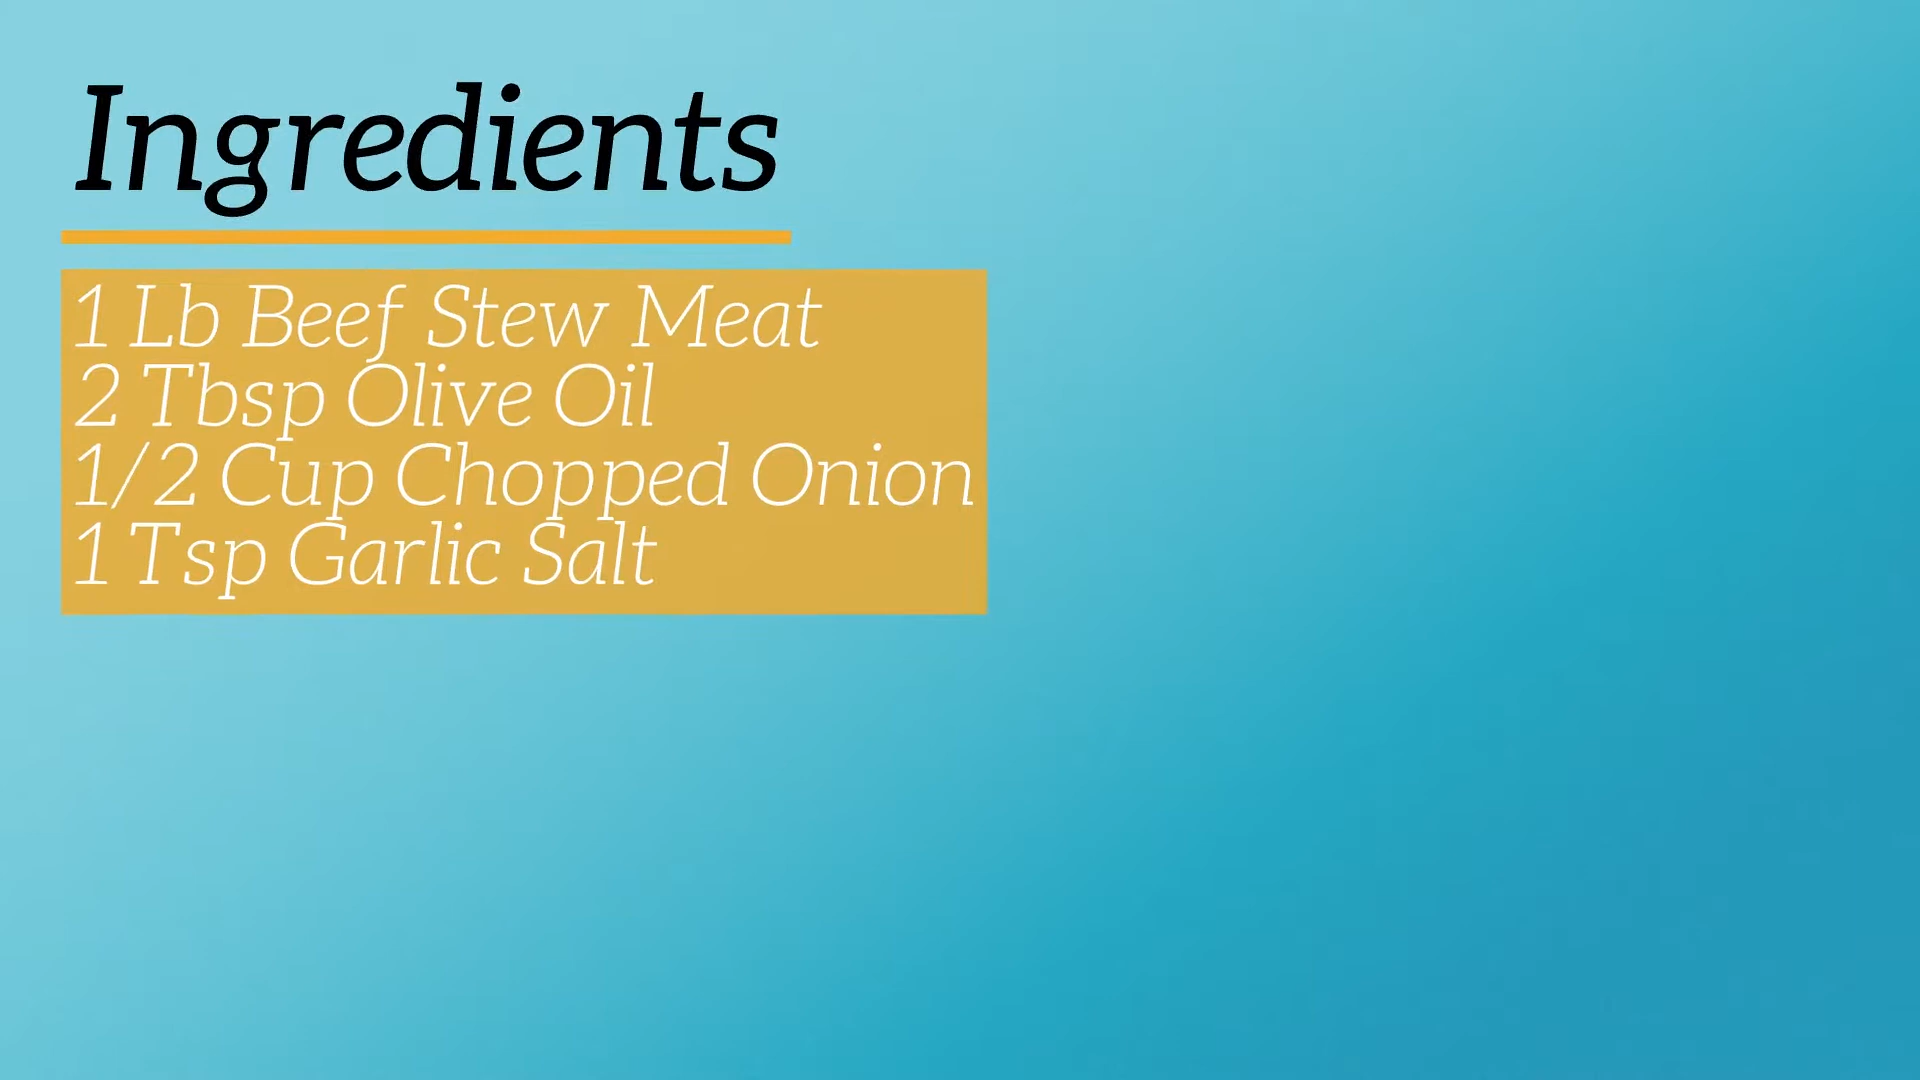 Ingredients
1 Lb Beef Stew Meat
2 Tbsp Olive Oil
1/2 Cup Chopped Onion
1 Tsp Garlic Salt